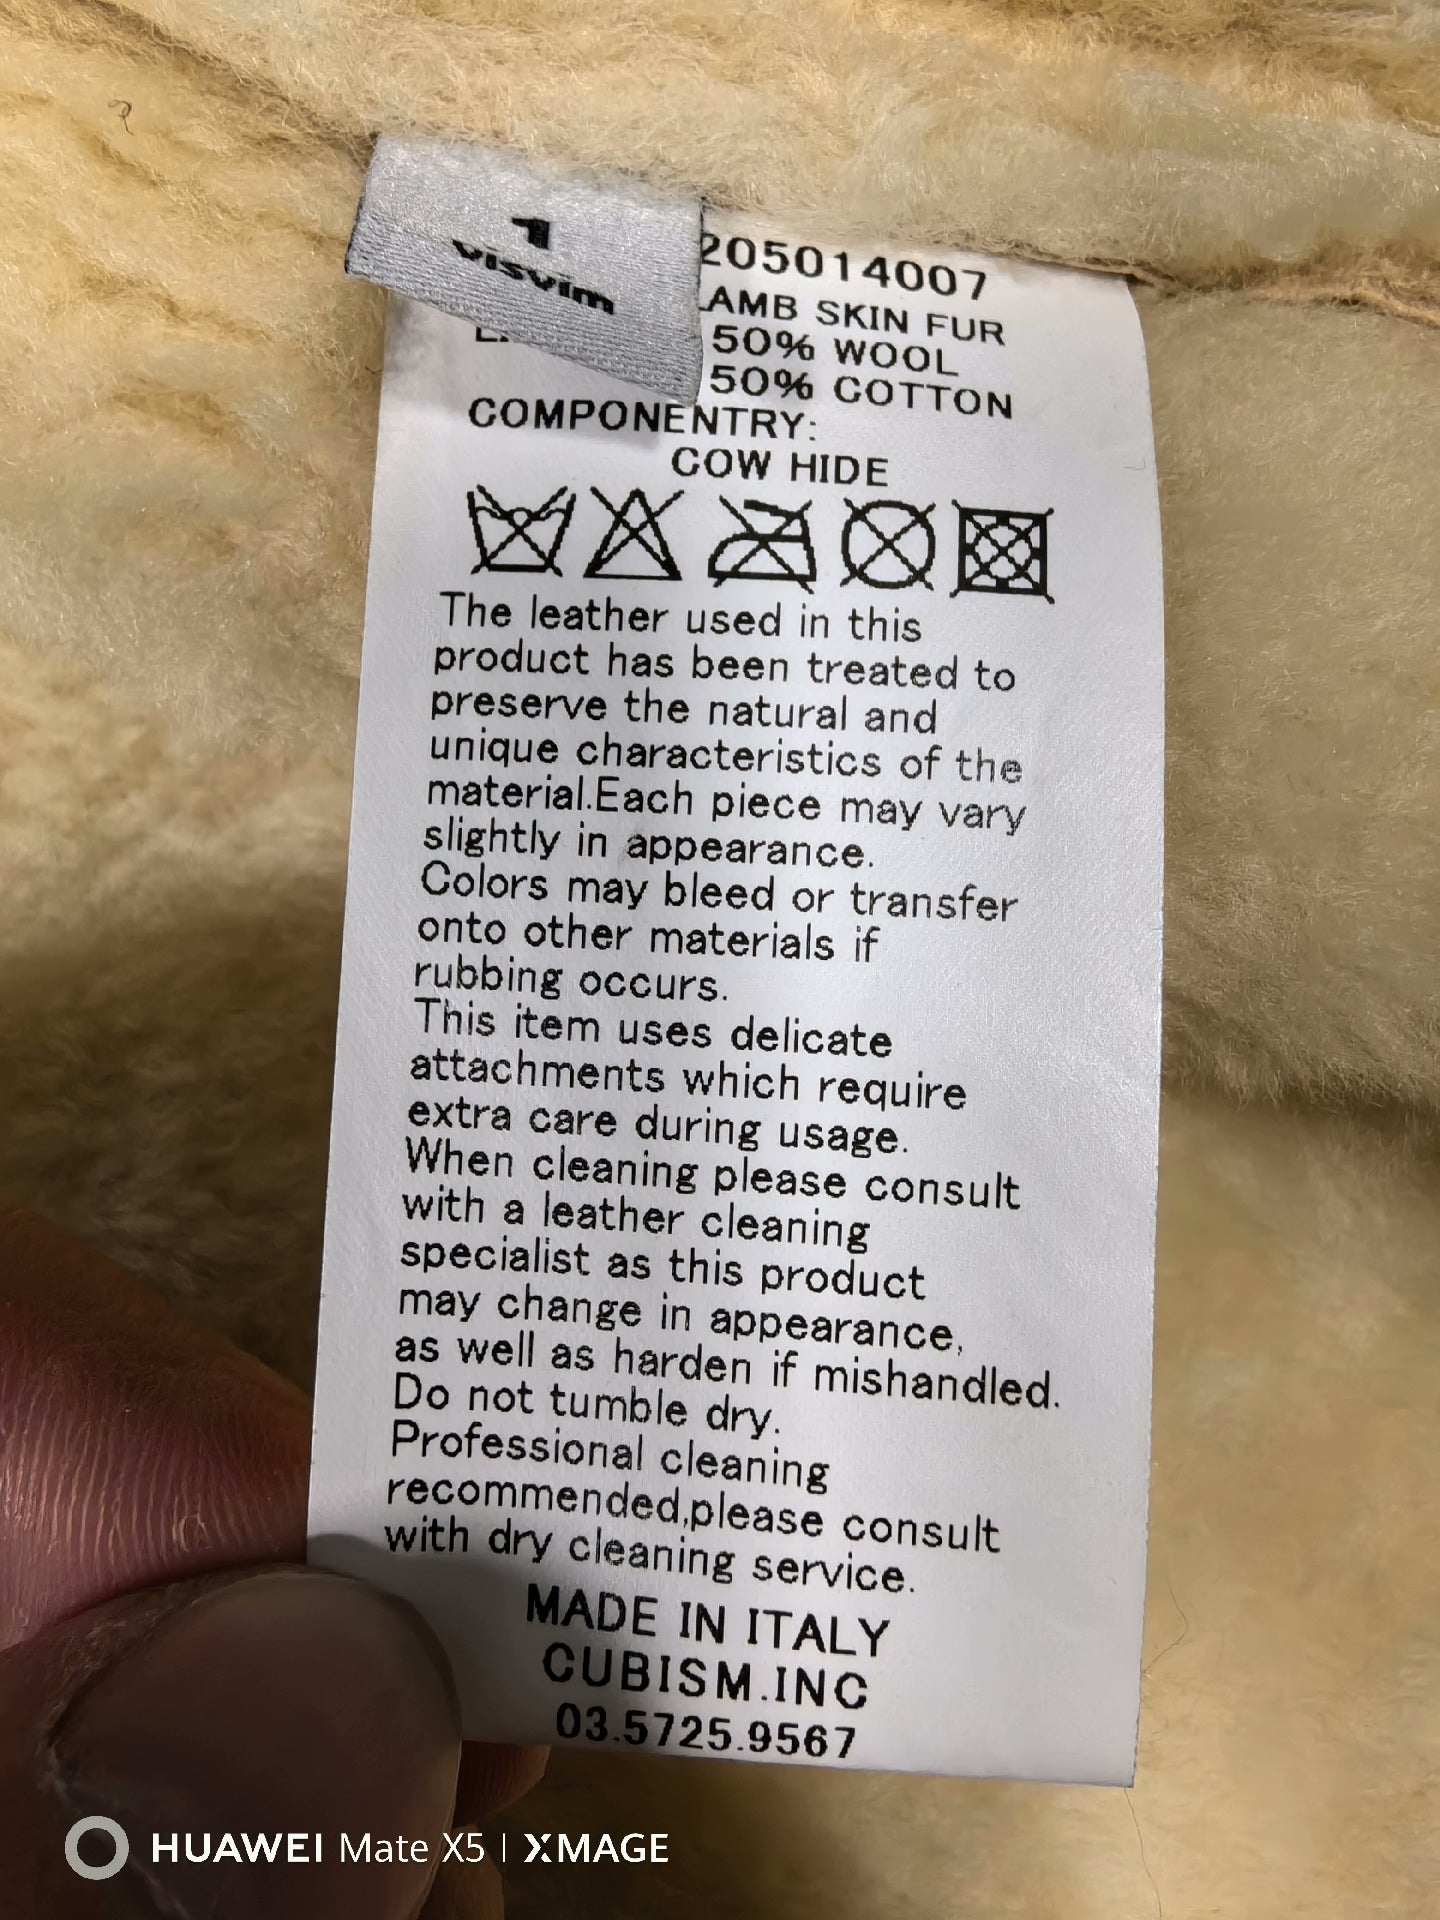 1
visvim
205014007
LAMB SKIN FUR
50% WOOL
50% COTTON
COMPONENTRY:
COW HIDE
The leather used in this
product has been treated to
preserve the natural and
unique characteristics of the
material.Each piece may vary
slightly in appearance.
Colors may bleed or transfer
onto other materials if
rubbing occurs.
This item uses delicate
attachments which require
extra care during usage.
When cleaning please consult
with a leather cleaning
specialist as this product
may change in appearance,
as well as harden if mishandled.
Do not tumble dry.
Professional cleaning
recommended,please consult
with dry cleaning service.
MADE IN ITALY
CUBISM.INC
03.5725.9567
HUAWEI Mate X5 | XMAGE